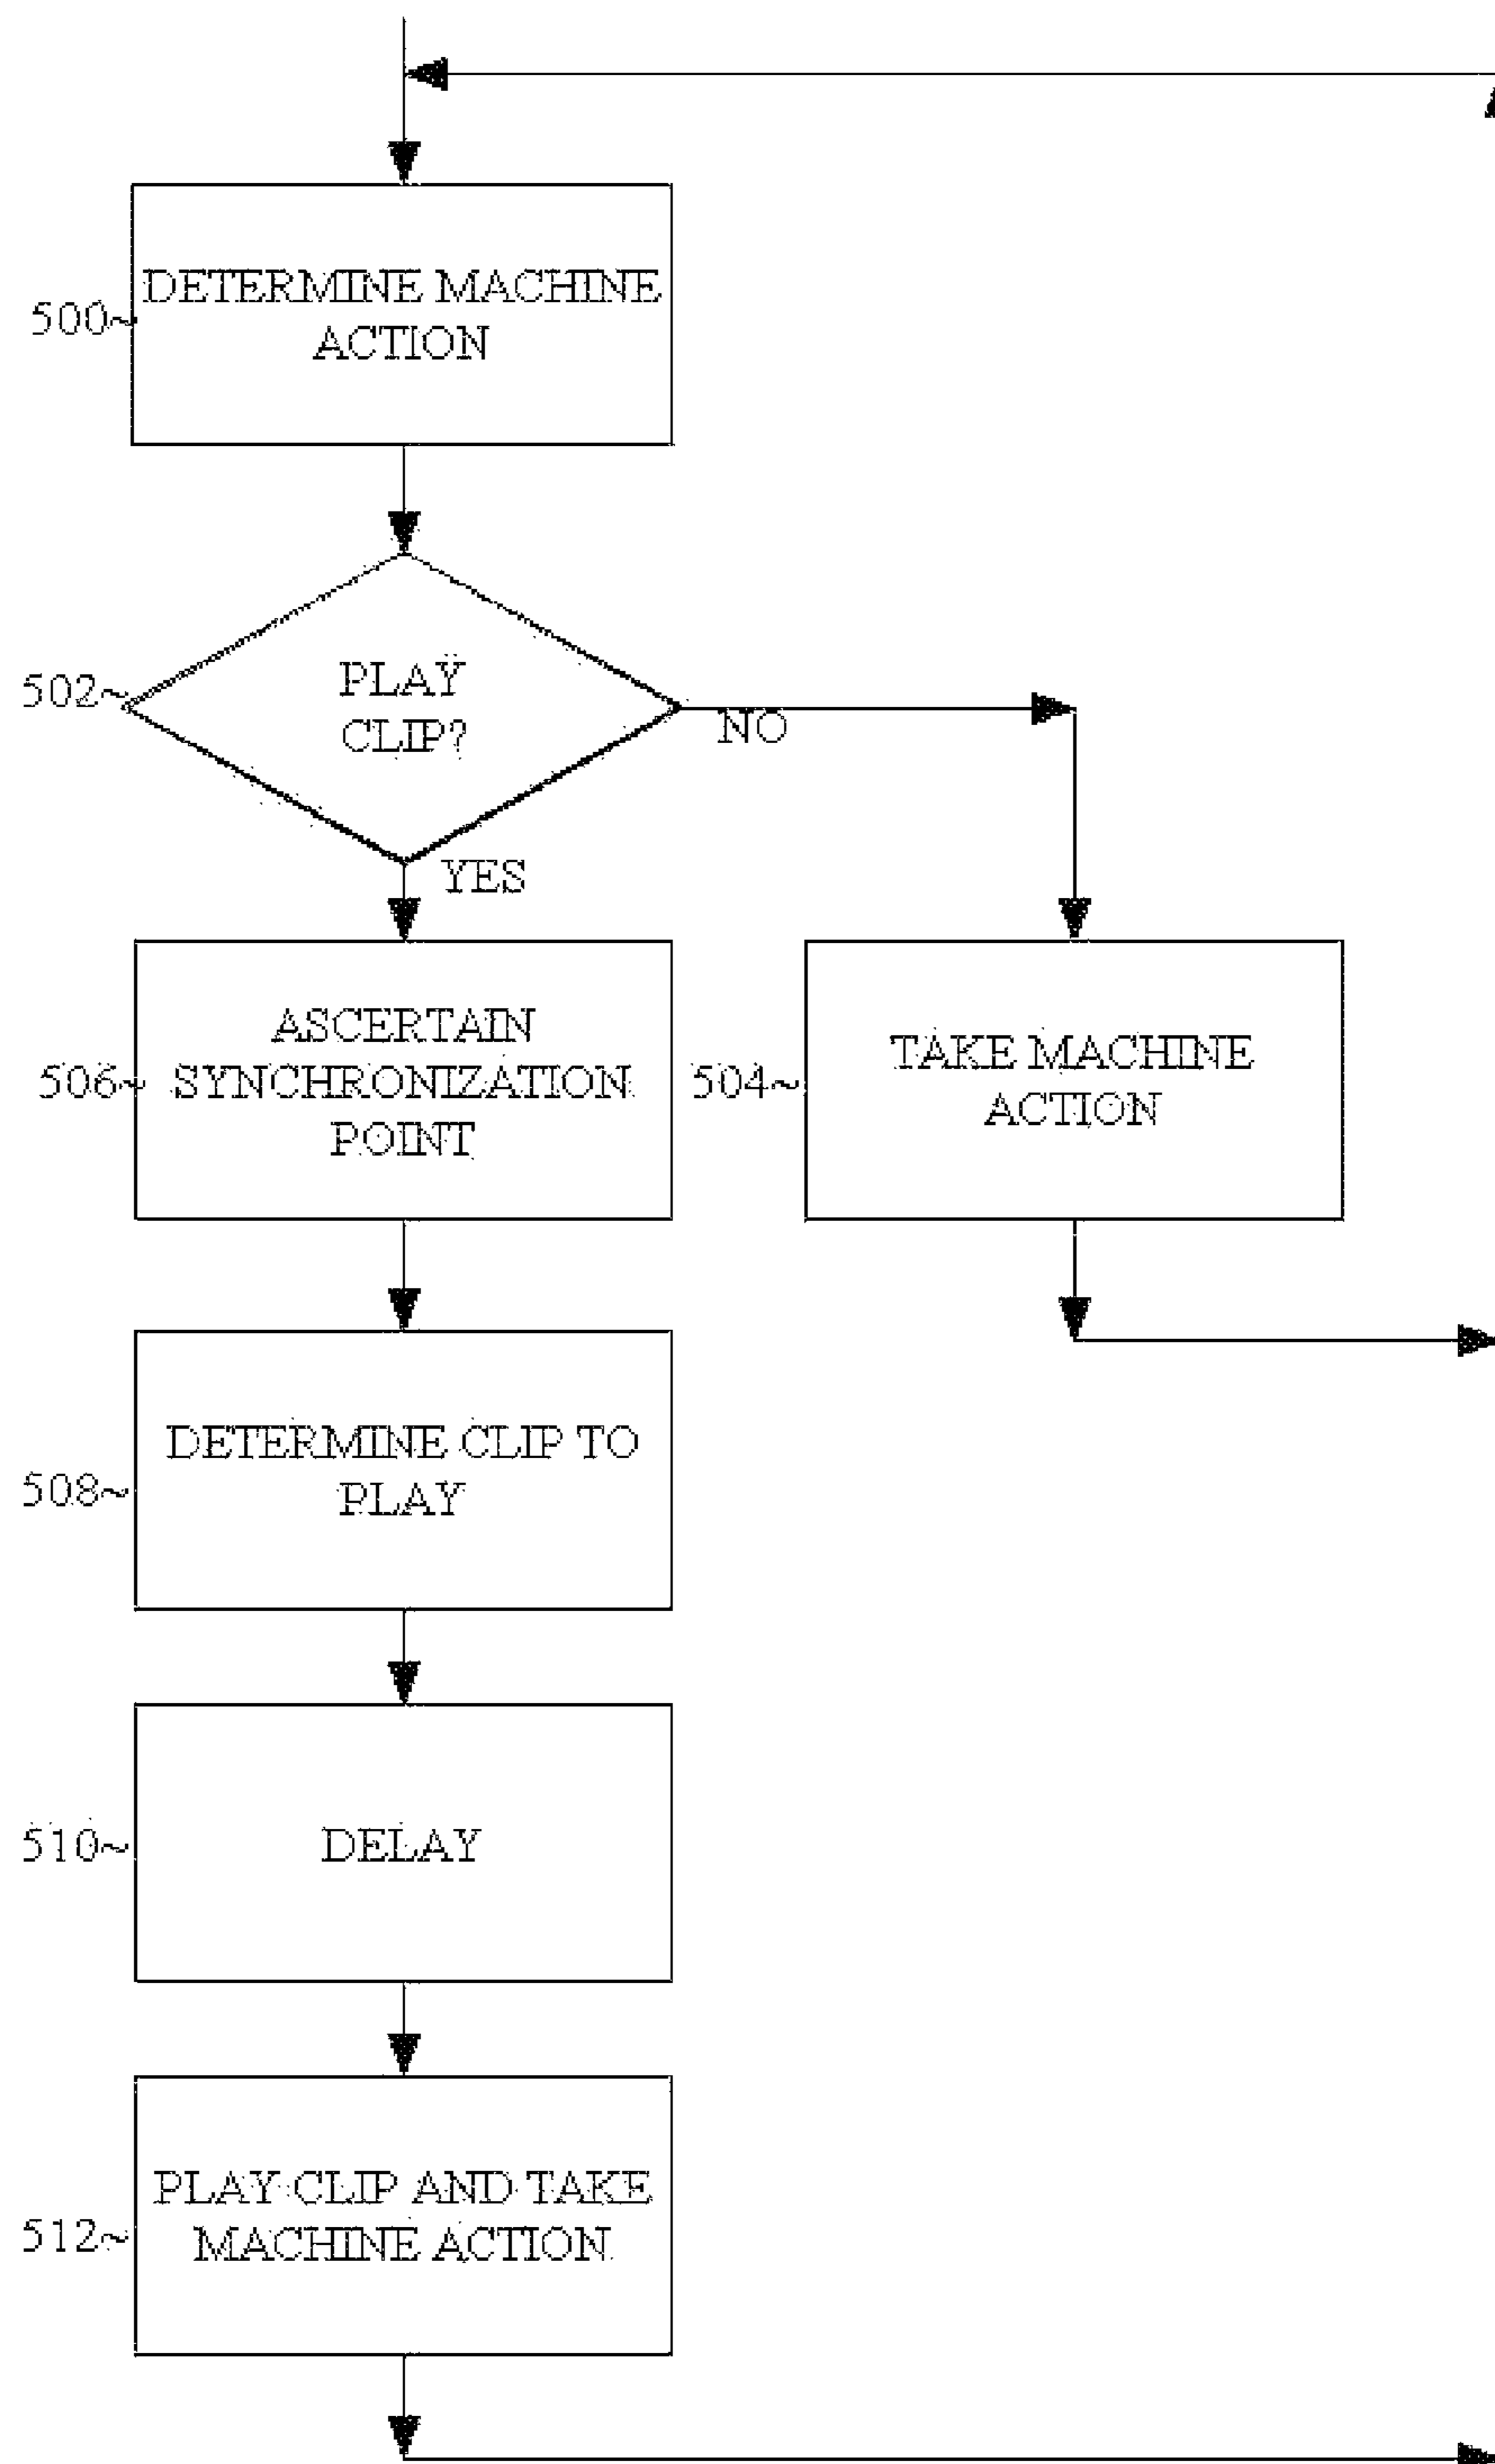 DETERMINE MACHINE
ACTION
500~
PLAY
CLIP?
502~
NO
YES
ASCERTAIN
SYNCHRONIZATION
POINT
506~
TAKE MACHINE
ACTION
504~
DETERMINE CLIP TO
PLAY
508~
DELAY
510~
PLAY CLIP AND TAKE
MACHINE ACTION
512~